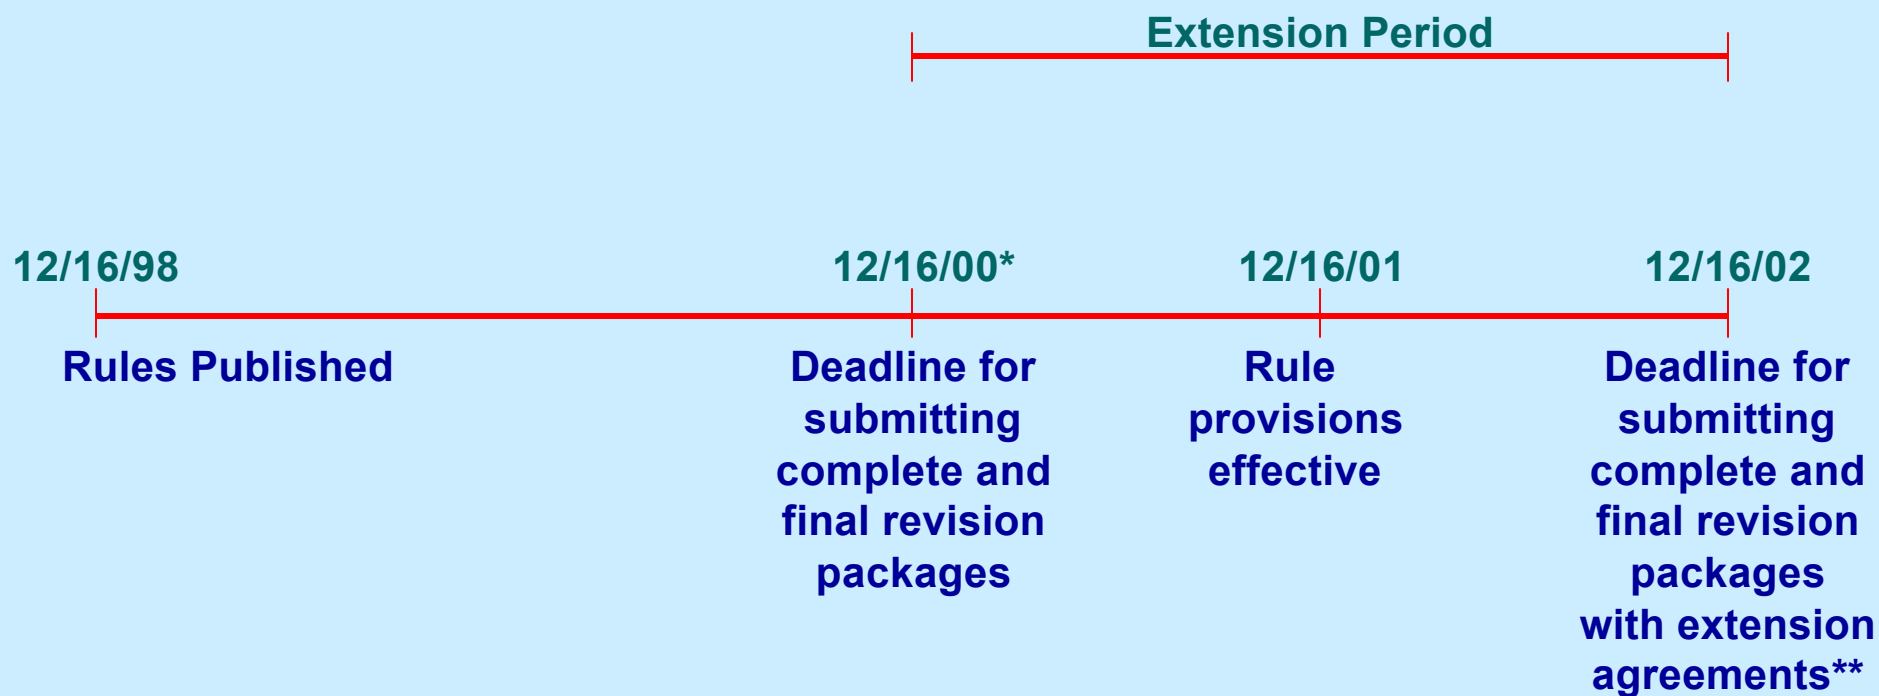 Extension Period
12/16/98
12/16/00*
12/16/01
12/16/02
Rules Published
Deadline for
submitting
complete and
final revision
packages
Rule
provisions
effective
Deadline for
submitting
complete and
final revision
packages
with extension
agreements**